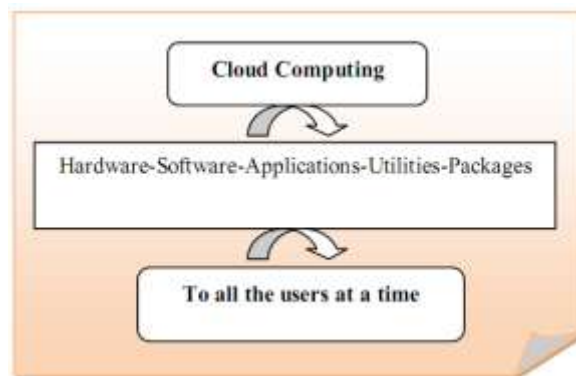 Cloud Computing
Hardware-Software-Applications-Utilities-Packages
To all the users at a time